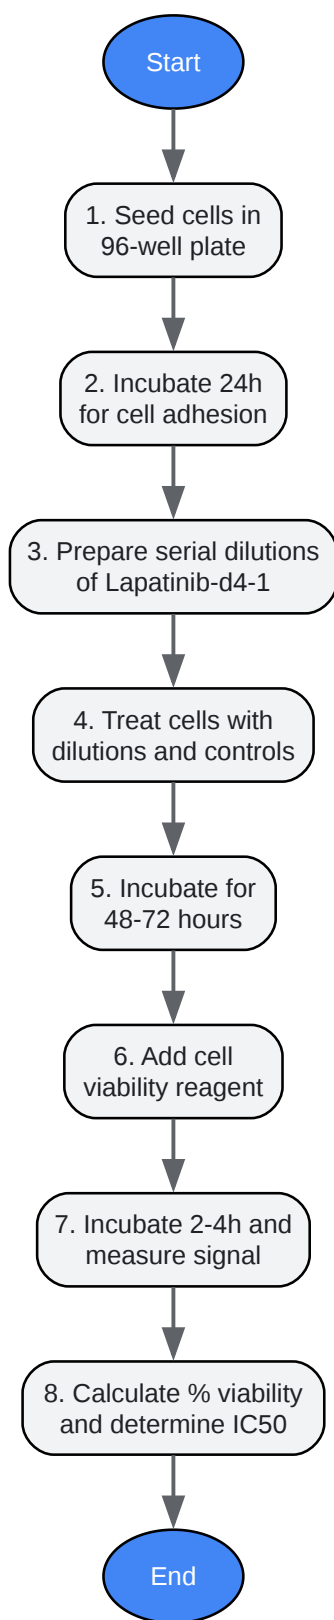 Start
1. Seed cells in
96-well plate
2. Incubate 24h
for cell adhesion
3. Prepare serial dilutions
of Lapatinib-d4-1
4. Treat cells with
dilutions and controls
5. Incubate for
48-72 hours
6. Add cell
viability reagent
7. Incubate 2-4h and
measure signal
8. Calculate % viability
and determine IC50
End